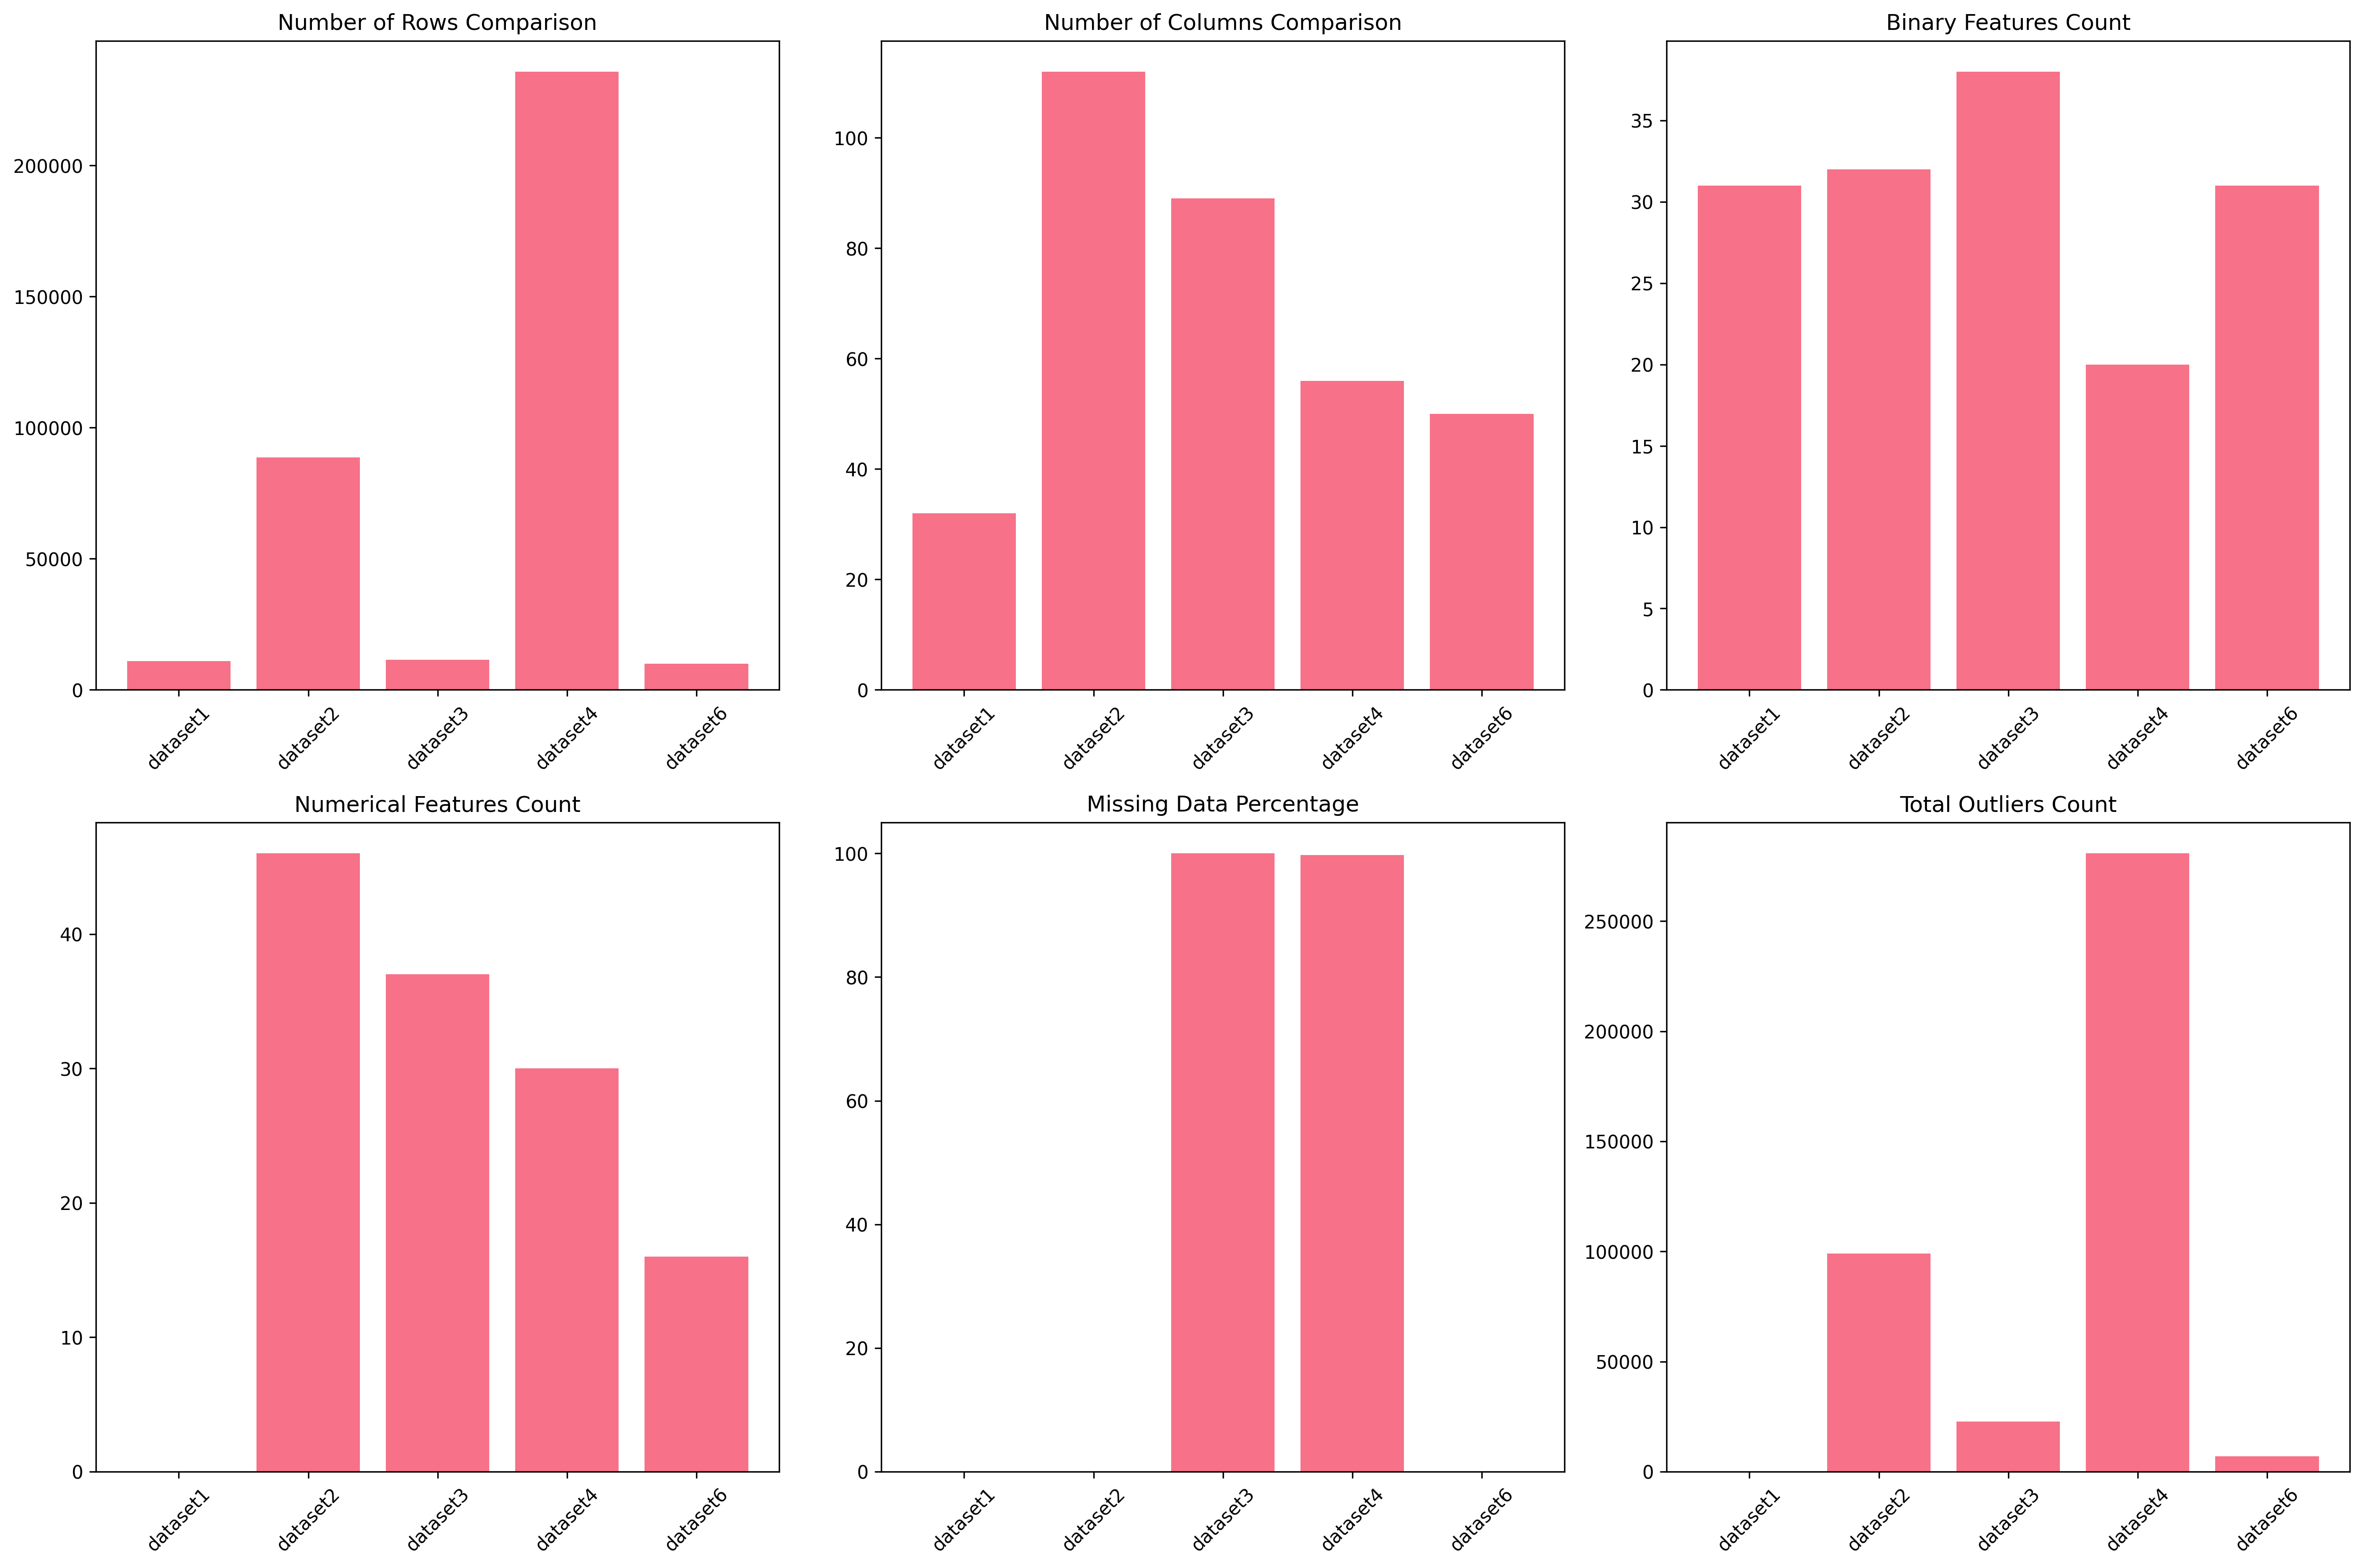 Number of Rows Comparison
200000
150000
100000
50000
0
dataset1
dataset2
dataset3
dataset4
dataset6
Number of Columns Comparison
100
80
60
40
20
0
dataset1
dataset2
dataset3
dataset4
dataset6
Binary Features Count
35
30
25
20
15
10
5
0
dataset1
dataset2
dataset3
dataset4
dataset6
Numerical Features Count
40
30
20
10
0
dataset1
dataset2
dataset3
dataset4
dataset6
Missing Data Percentage
100
80
60
40
20
0
dataset1
dataset2
dataset3
dataset4
dataset6
Total Outliers Count
250000
200000
150000
100000
50000
0
dataset1
dataset2
dataset3
dataset4
dataset6